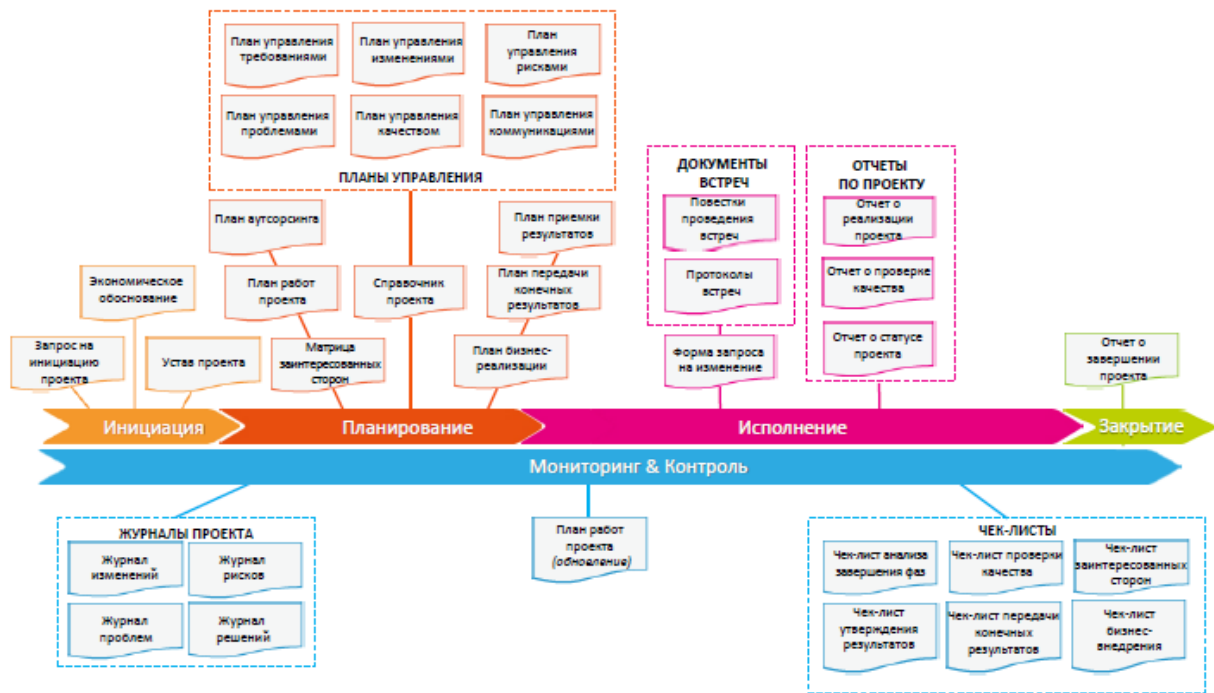 План управления
требованиями
План управления
изменениями
План
управления
рисками
План управления
проблемами
План управления
качеством
План управления
коммуникациями
ПЛАНЫ УПРАВЛЕНИЯ
ДОКУМЕНТЫ
ВСТРЕЧ
Повестки
проведения
встреч
Протоколы
встреч
ОТЧЕТЫ
ПО ПРОЕКТУ
Отчет о
реализации
проекта
Отчет о проверке
качества
Отчет о статусе
проекта
План аутсорсинга
План приемки
результатов
Экономическое
обоснование
План работ
проекта
Справочник
проекта
План передачи
конечных
результатов
Запрос на
инициацию
проекта
Устав проекта
Матрица
заинтересованных
сторон
План бизнес-
реализации
Форма запроса
на изменение
Отчет о
завершении
проекта
Инициация
Планирование
Исполнение
Закрытие
Мониторинг & Контроль
ЖУРНАЛЫ ПРОЕКТА
Журнал
изменений
Журнал
рисков
Журнал
проблем
Журнал
решений
План работ
проекта
(обновление)
ЧЕК-ЛИСТЫ
Чек-лист анализа
завершения фаз
Чек-лист проверки
качества
Чек-лист
заинтересованных
сторон
Чек-лист
утверждения
результатов
Чек-лист передачи
конечных
результатов
Чек-лист
бизнес-
внедрения